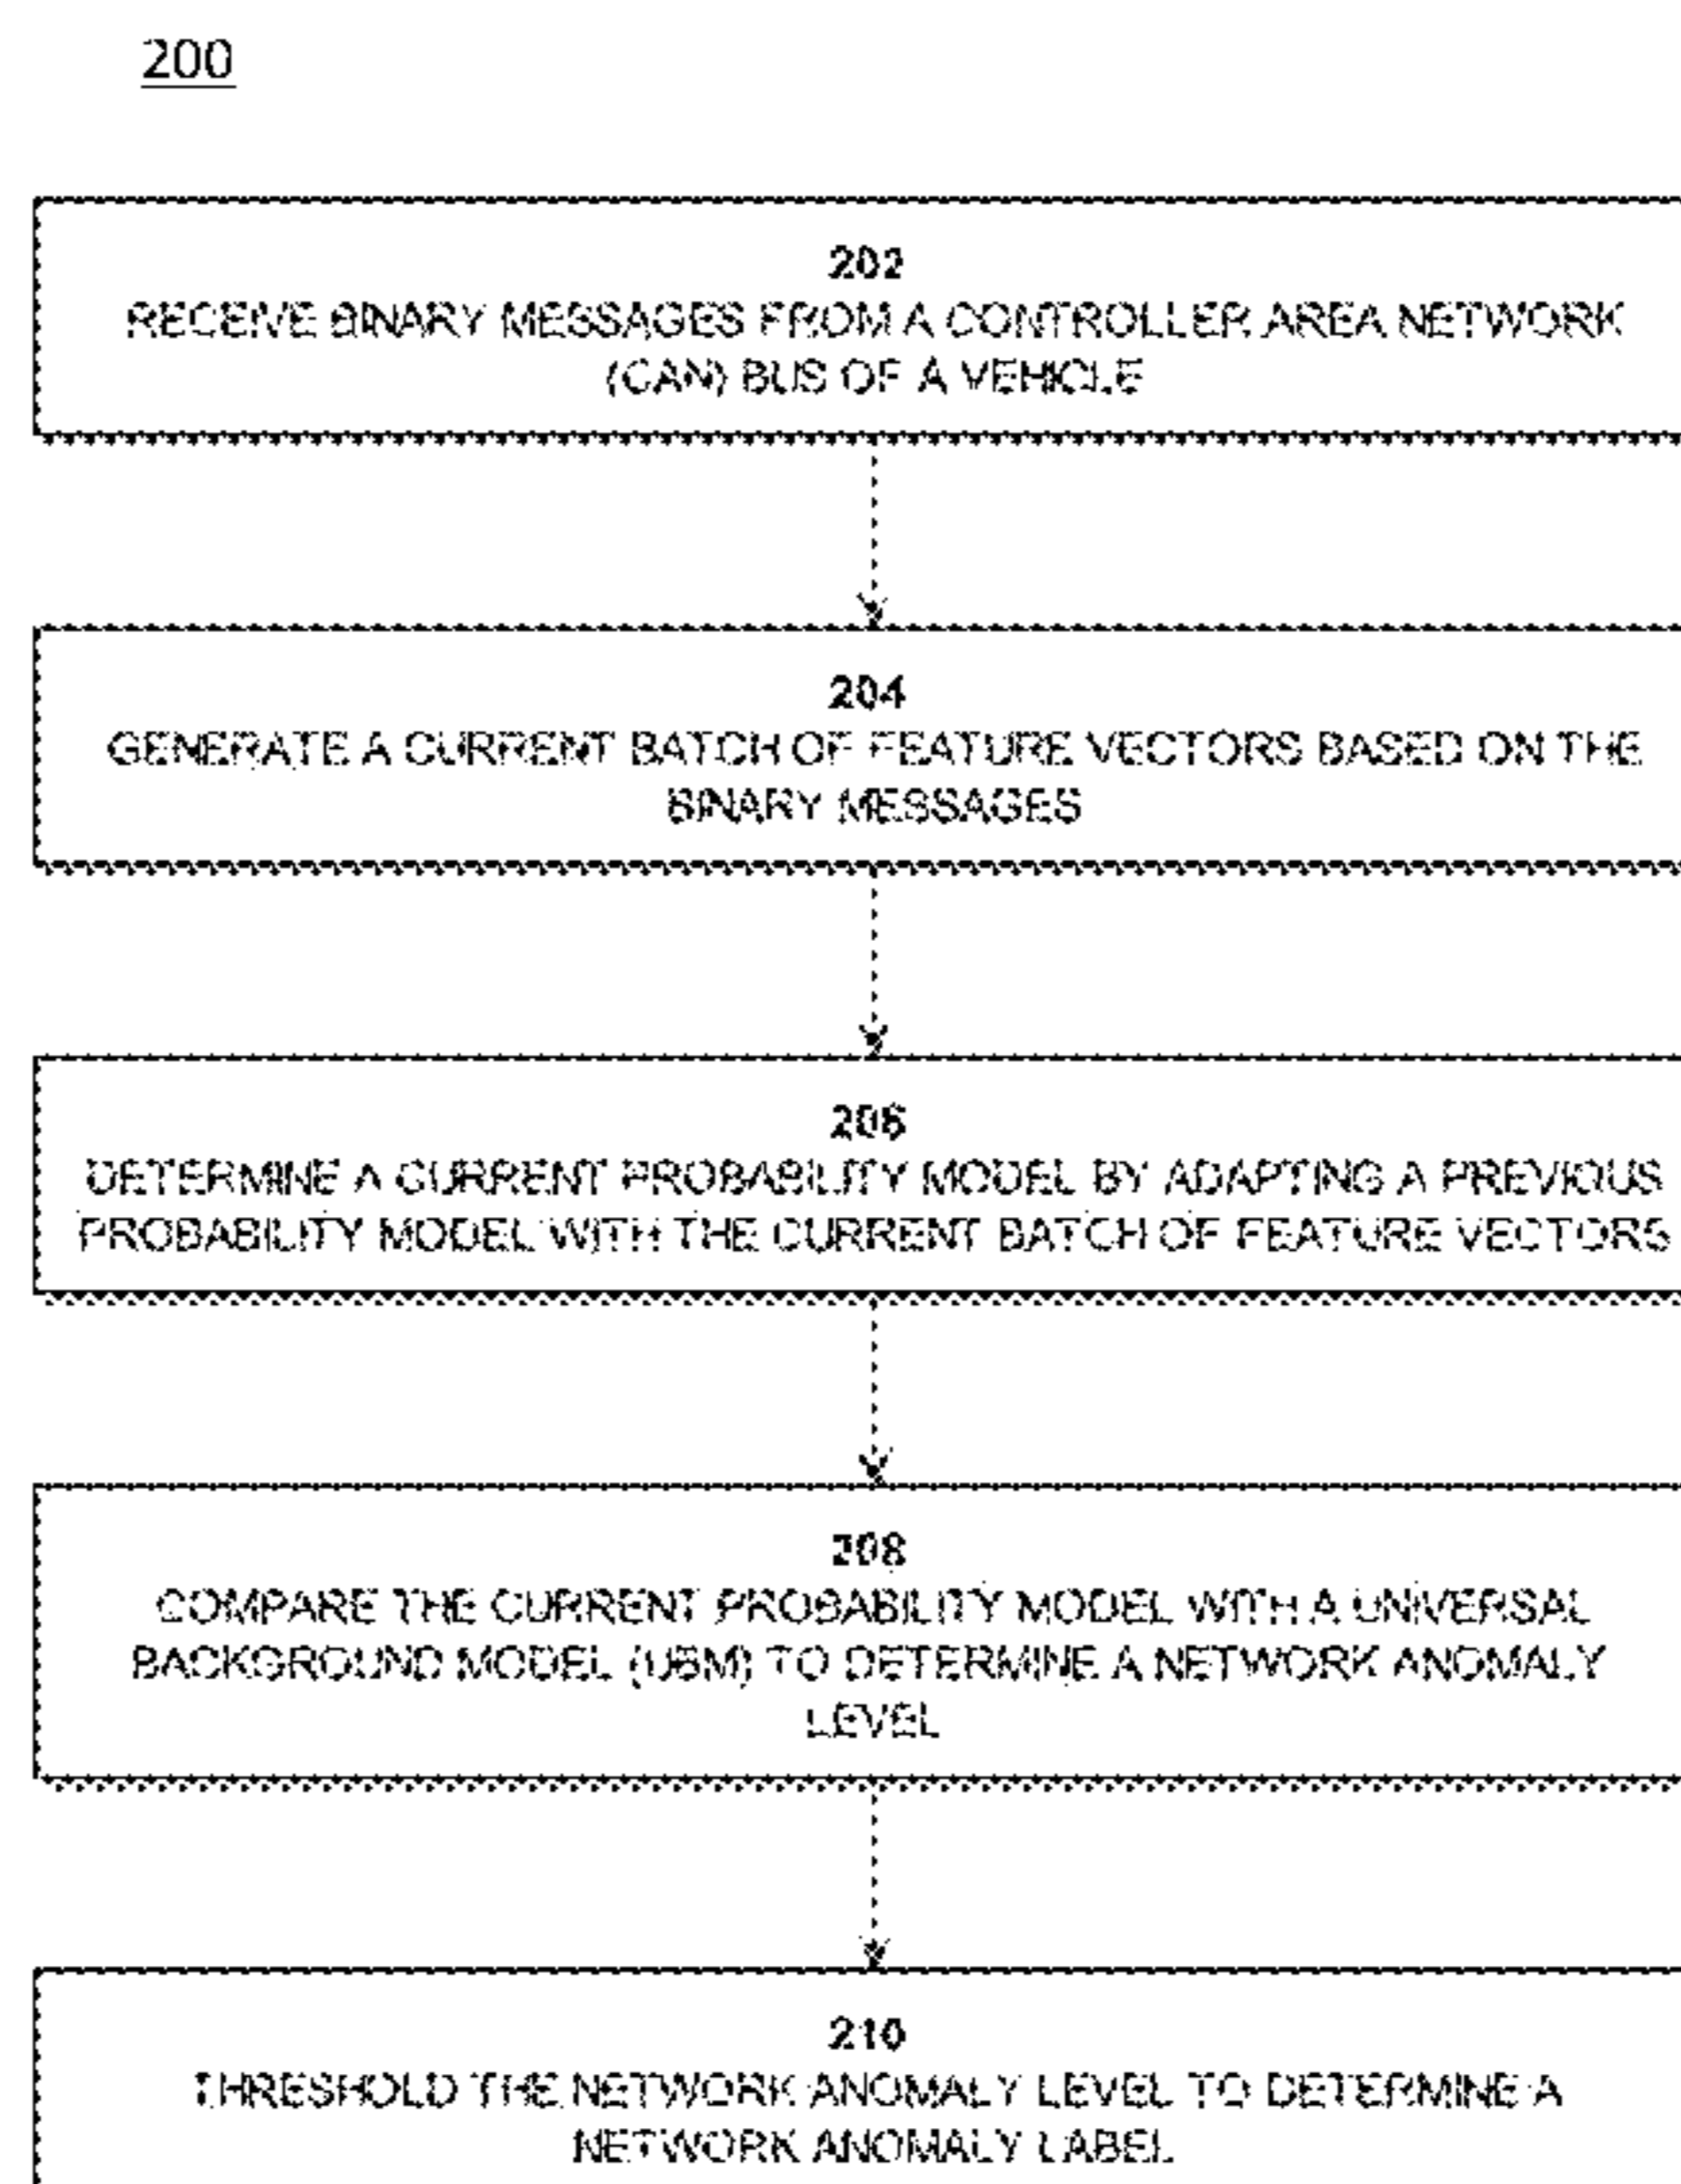 200
202
RECEIVE BINARY MESSAGES FROM A CONTROLLER AREA NETWORK
(CAN) BUS OF A VEHICLE
204
GENERATE A CURRENT BATCH OF FEATURE VECTORS BASED ON THE
BINARY MESSAGES
206
DETERMINE A CURRENT PROBABILITY MODEL BY ADAPTING A PREVIOUS
PROBABILITY MODEL WITH THE CURRENT BATCH OF FEATURE VECTORS
208
COMPARE THE CURRENT PROBABILITY MODEL WITH A UNIVERSAL
BACKGROUND MODEL (UBM) TO DETERMINE A NETWORK ANOMALY
LEVEL
210
THRESHOLD THE NETWORK ANOMALY LEVEL TO DETERMINE A
NETWORK ANOMALY LABEL